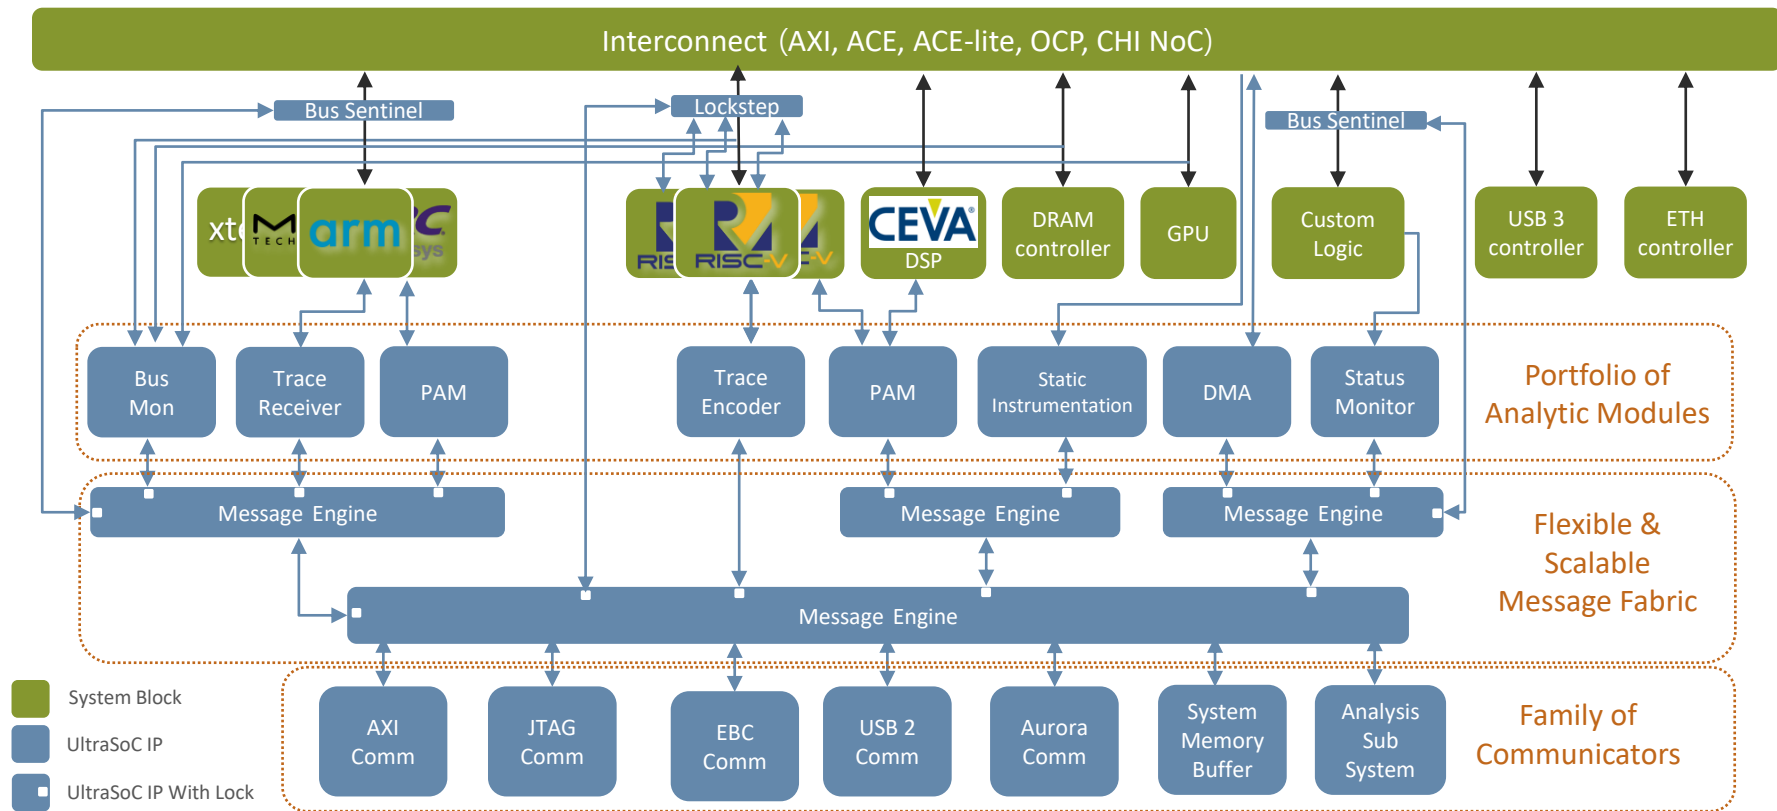 Interconnect (AXI, ACE, ACE-lite, OCP, CHI NoC)
Bus Sentinel
Lockstep
Bus Sentinel
xte
M
TECH
arm
C
sys
RIS
RISC-V
C-V
CEVA®
DSP
DRAM
controller
GPU
Custom
Logic
USB 3
controller
ETH
controller
Bus
Mon
Trace
Receiver
PAM
Trace
Encoder
PAM
Static
Instrumentation
DMA
Status
Monitor
Portfolio of
Analytic Modules
Message Engine
Message Engine
Message Engine
Flexible &
Scalable
Message Fabric
Message Engine
System Block
UltraSoC IP
UltraSoC IP With Lock
AXI
Comm
JTAG
Comm
EBC
Comm
USB 2
Comm
Aurora
Comm
System
Memory
Buffer
Analysis
Sub
System
Family of
Communicators